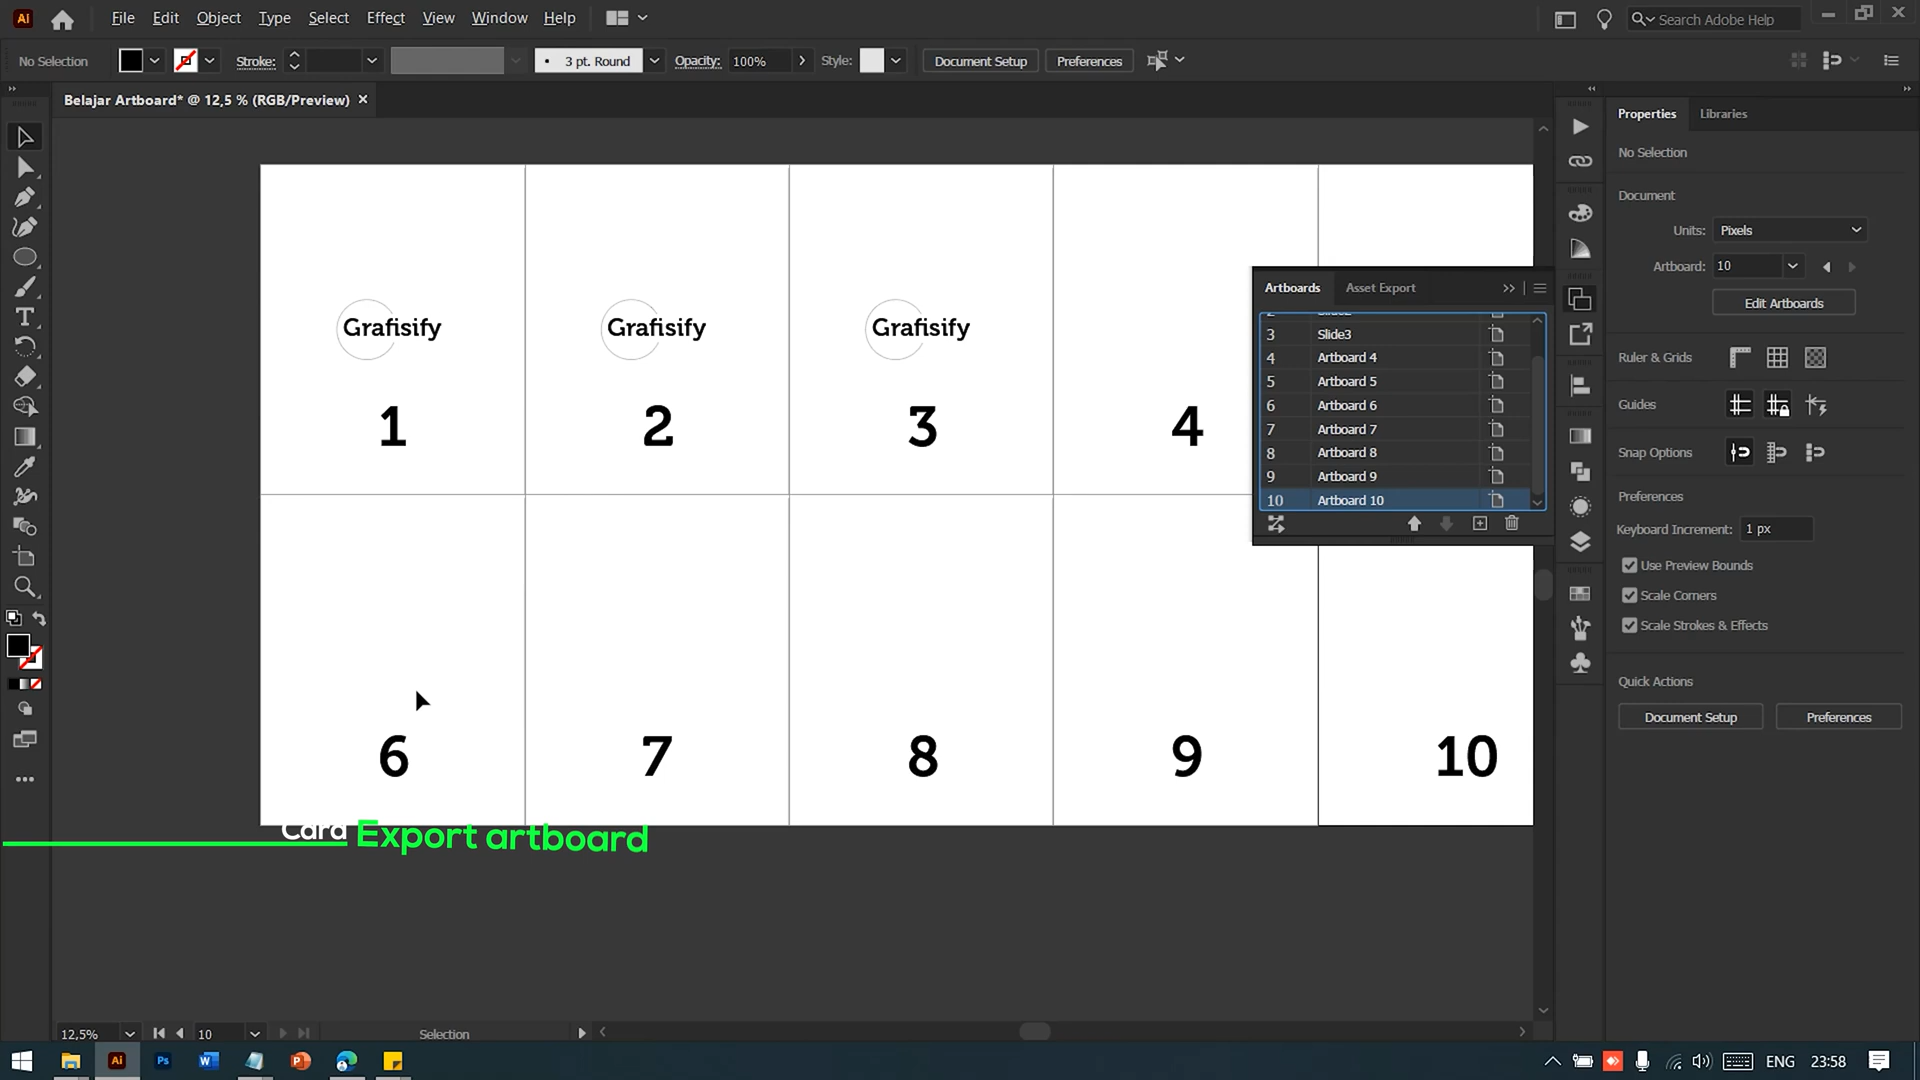 File Edit Object Type Select Effect View Window Help
Search Adobe Help
No Selection
Stroke:
3 pt. Round
Opacity: 100%
Style:
Document Setup
Preferences
Belajar Artboard* @ 12,5 % (RGB/Preview)
Grafisify
Grafisify
Grafisify
1
2
3
4
6
7
8
9
10
Card Export artboard
Artboards
Asset Export
2 Slide2
3 Slide3
4 Artboard 4
5 Artboard 5
6 Artboard 6
7 Artboard 7
8 Artboard 8
9 Artboard 9
10 Artboard 10
Properties
Libraries
No Selection
Document
Units: Pixels
Artboard: 10
Edit Artboards
Ruler & Grids
Guides
Snap Options
Preferences
Keyboard Increment: 1 px
Use Preview Bounds
Scale Corners
Scale Strokes & Effects
Quick Actions
Document Setup
Preferences
12,5%
10
Selection
ENG
23:58